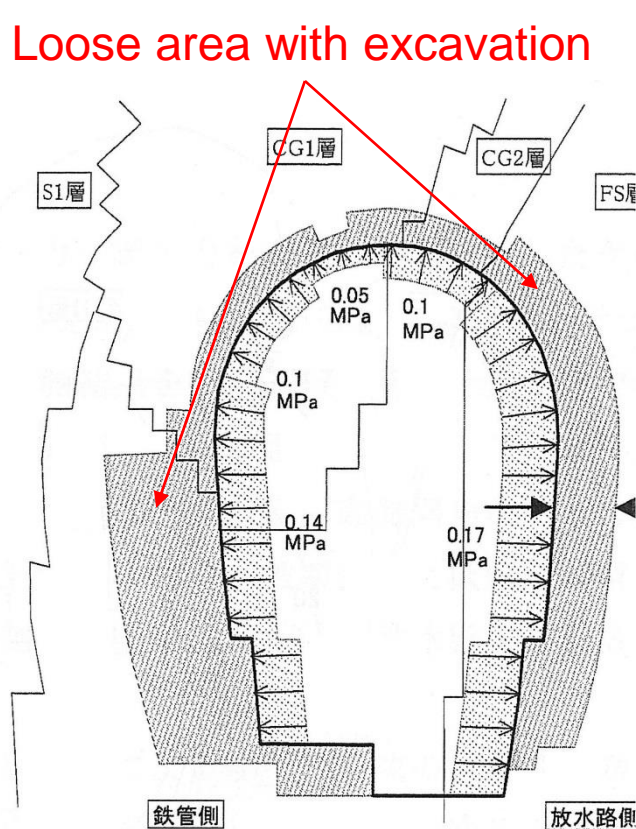 Loose area with excavation
CG1層
CG2層
S1層
FS層
0.05
MPa
0.1
MPa
0.1
MPa
0.14
MPa
0.17
MPa
鉄管側
放水路側